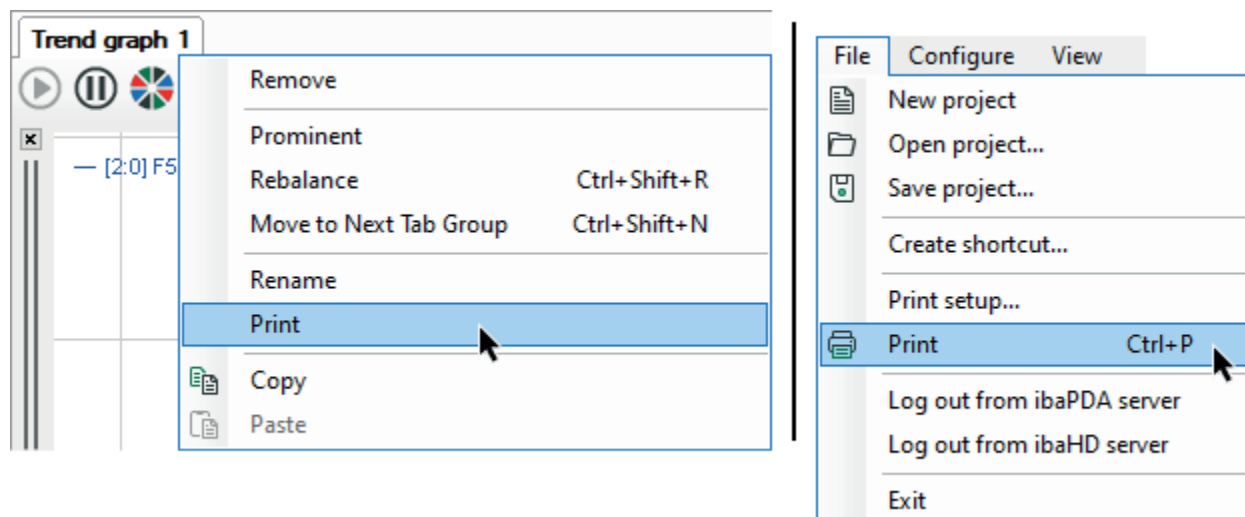 Trend graph 1
[2:0] F5
Remove
Prominent
Rebalance Ctrl+Shift+R
Move to Next Tab Group Ctrl+Shift+N
Rename
Print
Copy
Paste
File Configure View
New project
Open project...
Save project...
Create shortcut...
Print setup...
Print Ctrl+P
Log out from ibaPDA server
Log out from ibaHD server
Exit